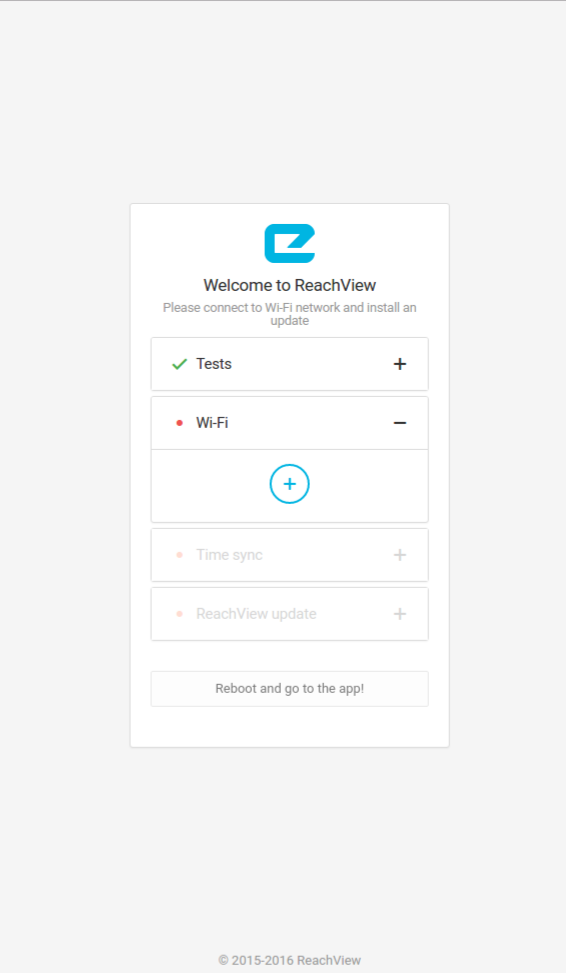 Welcome to ReachView
Please connect to Wi-Fi network and install an
update
Tests
Wi-Fi
Time sync
ReachView update
Reboot and go to the app!
© 2015-2016 ReachView